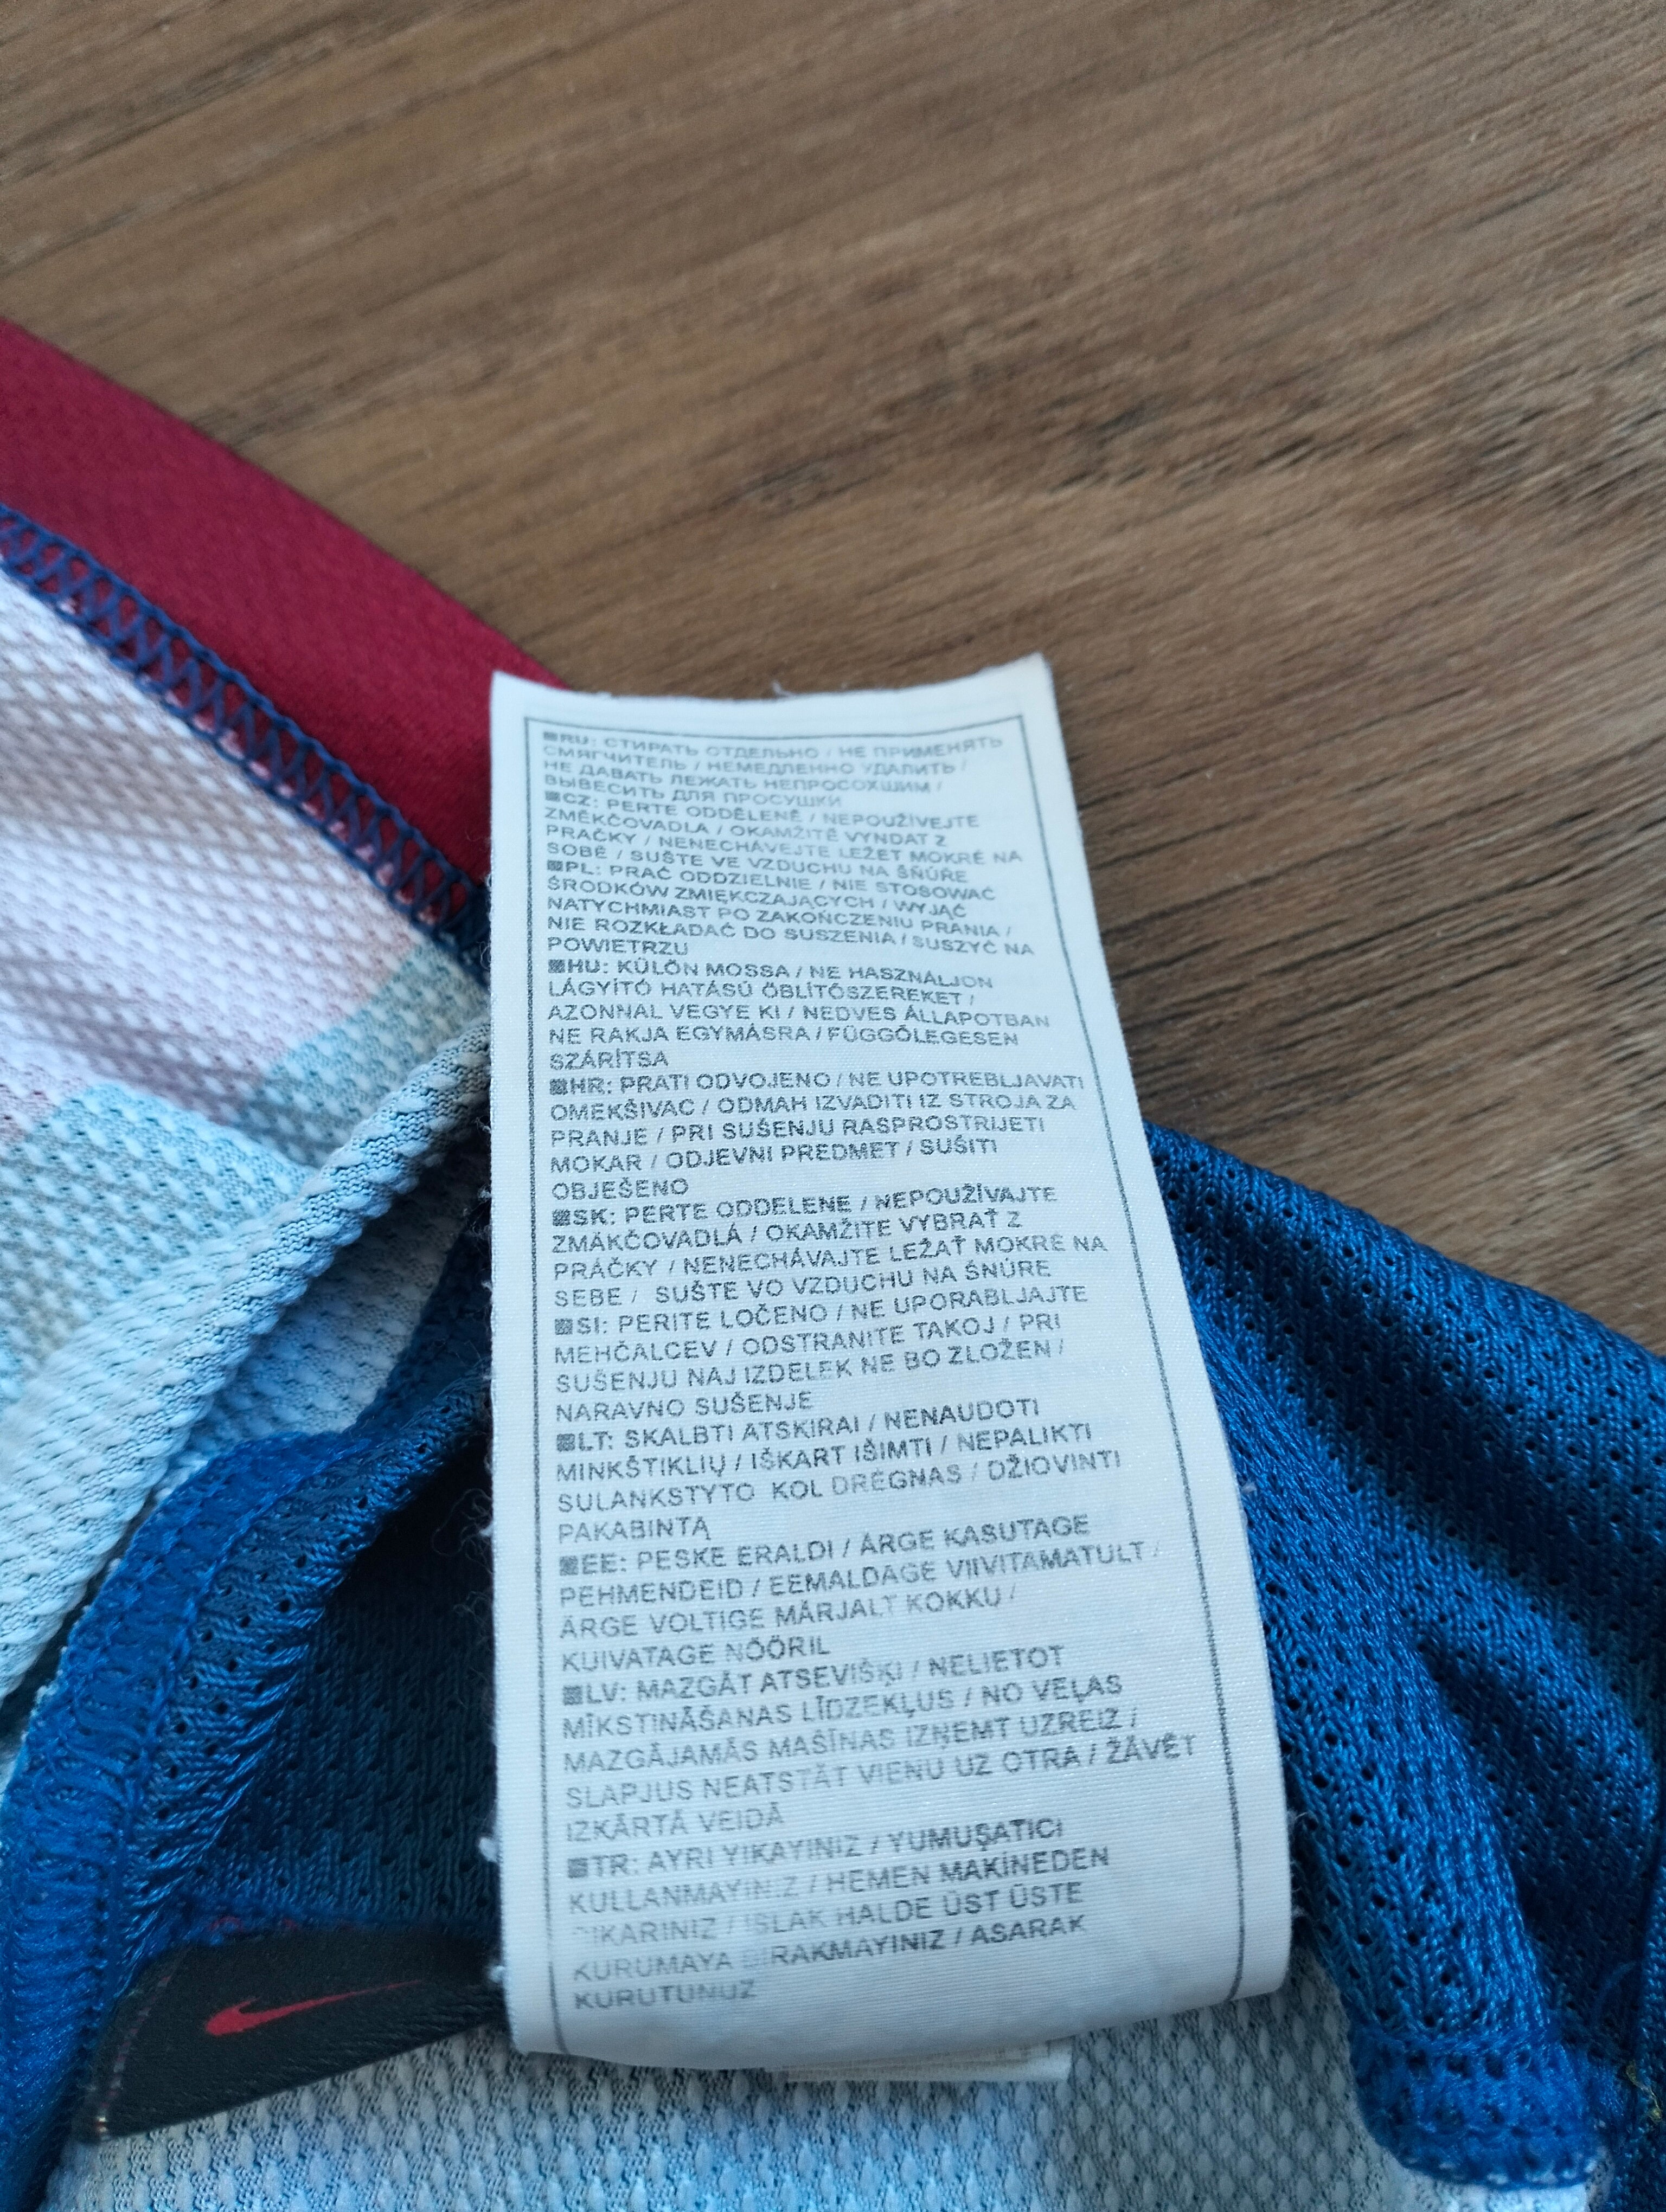 RU: СТИРАТЬ ОТДЕЛЬНО / НЕ ПРИМЕНЯТЬ
СМЯГЧИТЕЛЬ / НЕМЕДЛЕННО УДАЛИТЬ /
НЕ ДАВАТЬ ЛЕЖАТЬ НЕПРОСОХШИМ /
ВЫВЕСИТЬ ДЛЯ ПРОСУШКИ
CZ: PERTE ODDĚLENĚ / NEPOUŽÍVEJTE
ZMĚKČOVADLA / OKAMŽITĚ VYNDAT Z
PRAČKY / NENECHÁVEJTE LEŽET MOKRÉ NA
SOBĚ / SUŠTE VE VZDUCHU NA ŠŇŮŘE
PL: PRAĆ ODDZIELNIE / NIE STOSOWAĆ
ŚRODKÓW ZMIĘKCZAJĄCYCH / WYJĄĆ
NATYCHMIAST PO ZAKOŃCZENIU PRANIA /
NIE ROZKŁADAĆ DO SUSZENIA / SUSZYĆ NA
POWIETRZU
HU: KÜLÖN MOSSA / NE HASZNÁLJON
LÁGYÍTÓ HATÁSÚ ÖBLÍTŐSZEREKET /
AZONNAL VEGYE KI / NEDVES ÁLLAPOTBAN
NE RAKJA EGYMÁSRA / FÜGGŐLEGESEN
SZÁRÍTSA
HR: PRATI ODVOJENO / NE UPOTREBLJAVATI
OMEKŠIVAČ / ODMAH IZVADITI IZ STROJA ZA
PRANJE / PRI SUŠENJU RASPROSTRIJETI
MOKAR / ODJEVNI PREDMET / SUŠITI
OBJEŠENO
SK: PERTE ODDELENE / NEPOUŽÍVAJTE
ZMÄKČOVADLÁ / OKAMŽITE VYBRAŤ Z
PRÁČKY / NENECHÁVAJTE LEŽAŤ MOKRÉ NA
SEBE / SUŠTE VO VZDUCHU NA ŠNÚRE
SI: PERITE LOČENO / NE UPORABLJAJTE
MEHČALCEV / ODSTRANITE TAKOJ / PRI
SUŠENJU NAJ IZDELEK NE BO ZLOŽEN /
NARAVNO SUŠENJE
LT: SKALBTI ATSKIRAI / NENAUDOTI
MINKŠTIKLIŲ / IŠKART IŠIMTI / NEPALIKTI
SULANKSTYTO KOL DRĖGNAS / DŽIOVINTI
PAKABINTĄ
EE: PESKE ERALDI / ÄRGE KASUTAGE
PEHMENDEID / EEMALDAGE VIIVITAMATULT /
ÄRGE VOLTIGE MÄRJALT KOKKU /
KUIVATAGE NÖÖRIL
LV: MAZGĀT ATSEVIŠĶI / NELIETOT
MĪKSTINĀŠANAS LĪDZEKĻUS / NO VEĻAS
MAZGĀJAMĀS MAŠĪNAS IZŅEMT UZREIZ /
SLAPJUS NEATSTĀT VIENU UZ OTRA / ŽĀVĒT
IZKĀRTĀ VEIDĀ
TR: AYRI YIKAYINIZ / YUMUŞATICI
KULLANMAYINIZ / HEMEN MAKİNEDEN
ÇIKARINIZ / ISLAK HALDE ÜST ÜSTE
KURUMAYA BIRAKMAYINIZ / ASARAK
KURUTUNUZ